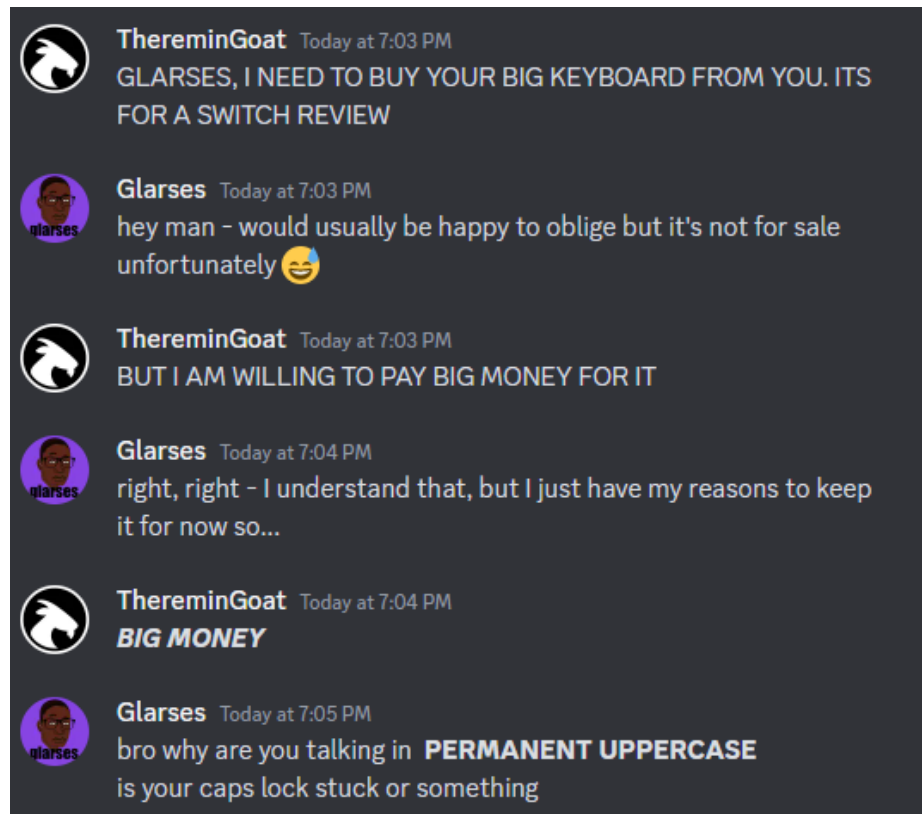 ThereminGoat Today at 7:03 PM
GLARSES, I NEED TO BUY YOUR BIG KEYBOARD FROM YOU. ITS
FOR A SWITCH REVIEW
Glarses Today at 7:03 PM
glarses
hey man - would usually be happy to oblige but it's not for sale
unfortunately 😅
ThereminGoat Today at 7:03 PM
BUT I AM WILLING TO PAY BIG MONEY FOR IT
Glarses Today at 7:04 PM
glarses
right, right - I understand that, but I just have my reasons to keep
it for now so...
ThereminGoat Today at 7:04 PM
BIG MONEY
Glarses Today at 7:05 PM
glarses
bro why are you talking in PERMANENT UPPERCASE
is your caps lock stuck or something